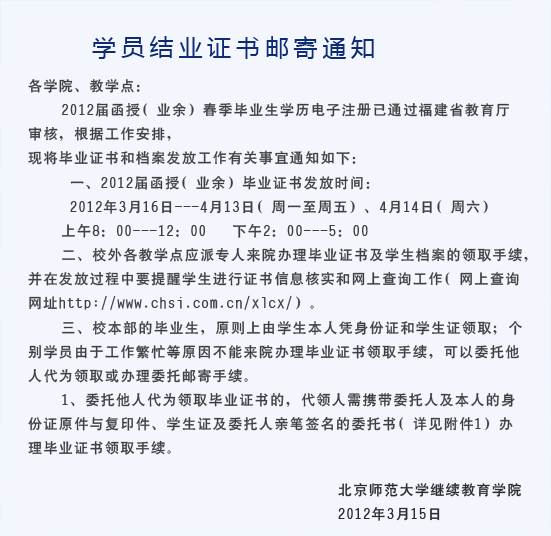 学员结业证书邮寄通知
各学院、教学点:
2012届函授( 业余) 春季毕业生学历电子注册已通过福建省教育厅
审核, 根据工作安排,
现将毕业证书和档案发放工作有关事宜通知如下:
一、2012届函授( 业余) 毕业证书发放时间:
2012年3月16日---4月13日( 周一至周五) 、4月14日( 周六)
上午8: 00---12: 00 下午2: 00---5: 00
二、校外各教学点应派专人来院办理毕业证书及学生档案的领取手续,
并在发放过程中要提醒学生进行证书信息核实和网上查询工作( 网上查询
网址http://www.chsi.com.cn/xlcx/) 。
三、校本部的毕业生, 原则上由学生本人凭身份证和学生证领取; 个
别学员由于工作繁忙等原因不能来院办理毕业证书领取手续, 可以委托他
人代为领取或办理委托邮寄手续。
1、委托他人代为领取毕业证书的, 代领人需携带委托人及本人的身
份证原件与复印件、学生证及委托人亲笔签名的委托书( 详见附件1) 办
理毕业证书领取手续。
北京师范大学继续教育学院
2012年3月15日